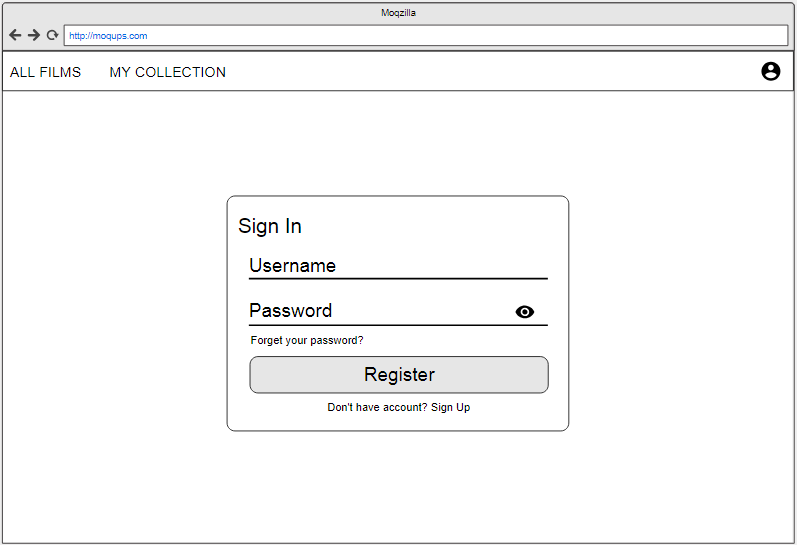 Moqzilla
http://moqups.com
ALL FILMS MY COLLECTION
Sign In
Username
Password
Forget your password?
Register
Don't have account? Sign Up